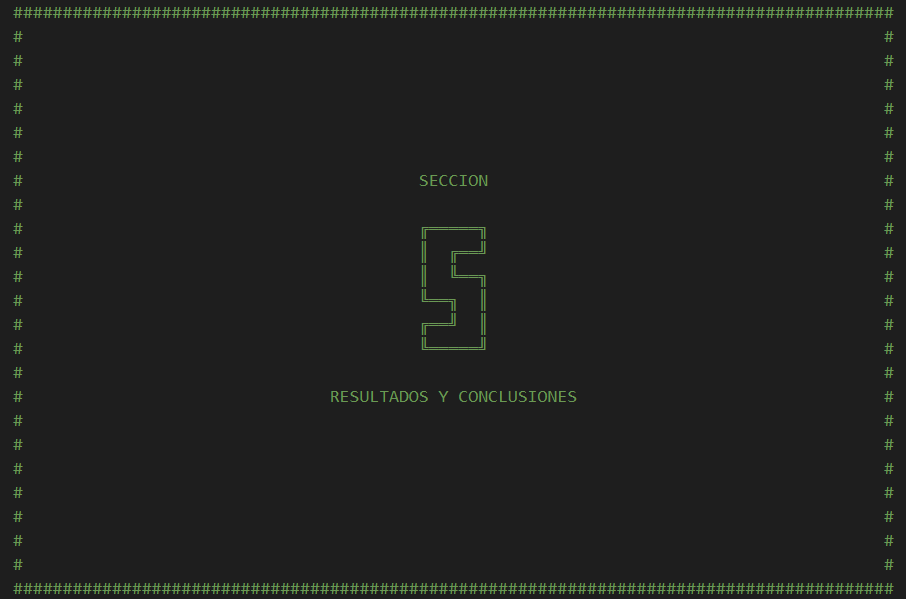 SECCION
5
RESULTADOS Y CONCLUSIONES